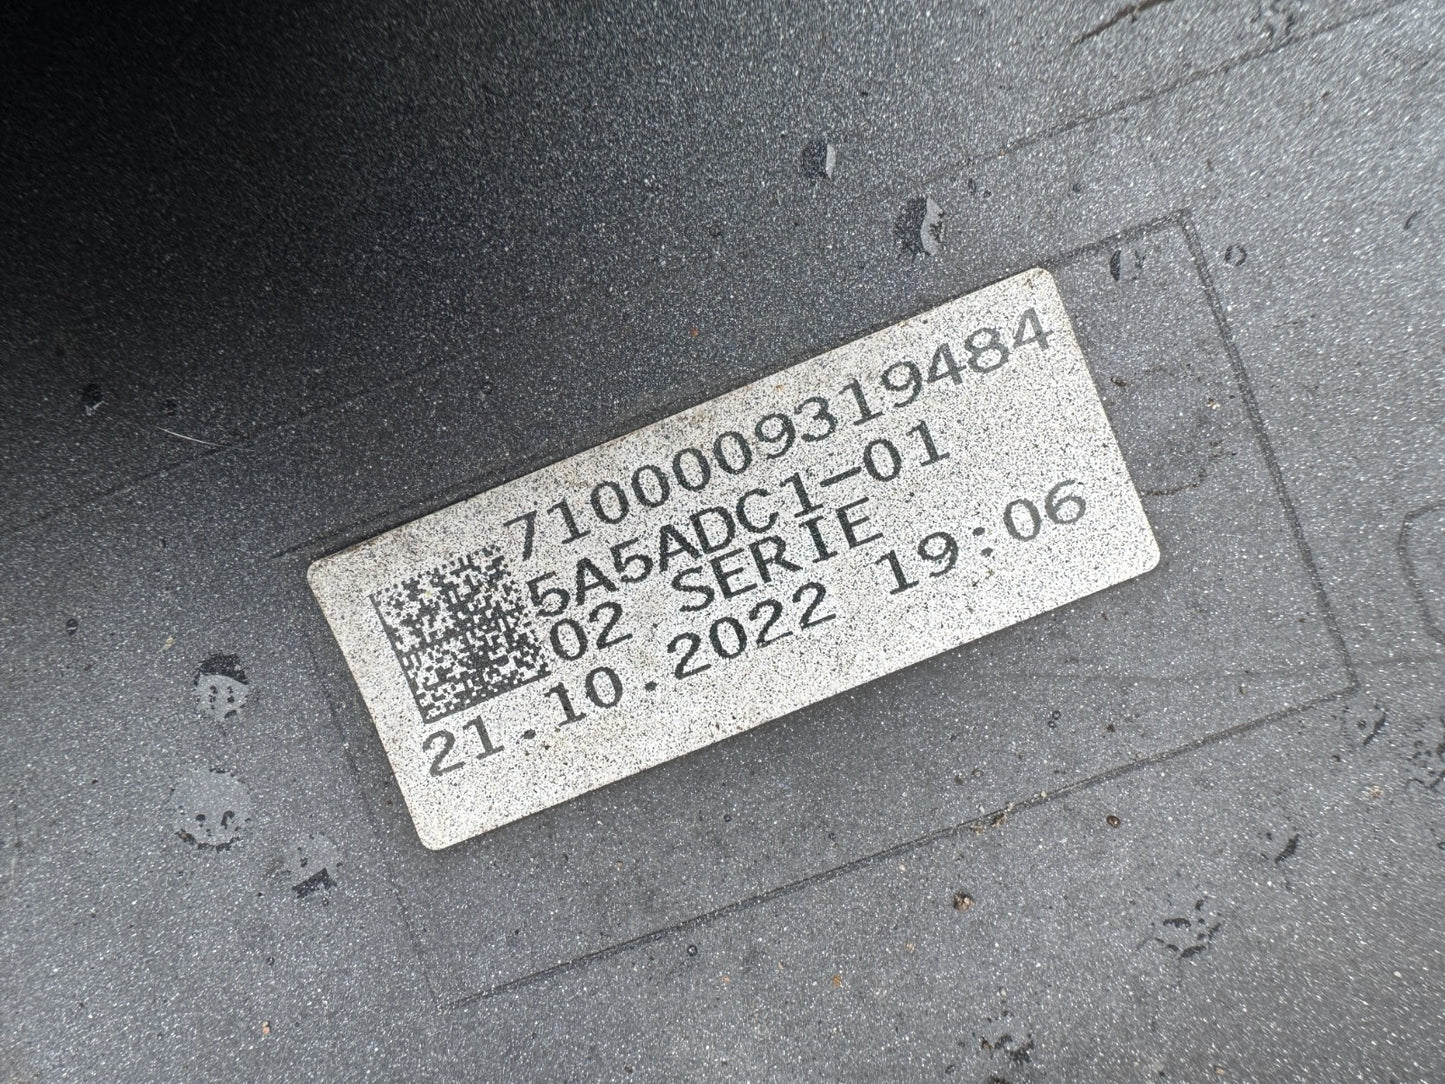 7100009319484
5A5ADC1-01
02 SERIE
21.10.2022 19:06